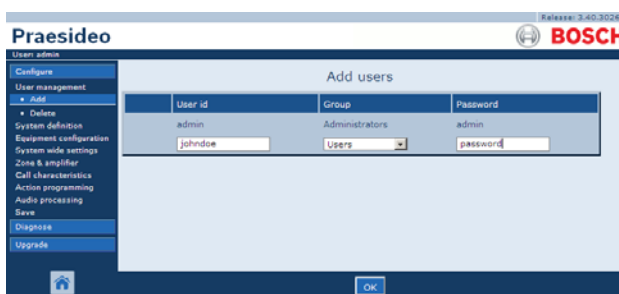 Release: 3.40.3026
Praesideo
BOSCH
User: admin
Configure
User management
Add
Delete
System definition
Equipment configuration
System wide settings
Zone & amplifier
Call characteristics
Action programming
Audio processing
Save
Diagnose
Upgrade
Add users
User id Group Password
admin Administrators admin
johndoe Users password
OK